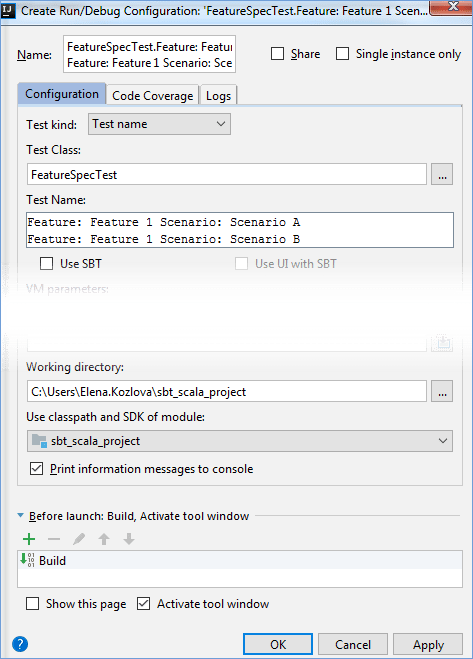 IJ Create Run/Debug Configuration: 'FeatureSpecTest.Feature: Feature 1 Scen...
Name: FeatureSpecTest.Feature: Featur
Feature: Feature 1 Scenario: Sce
Share Single instance only
Configuration Code Coverage Logs
Test kind: Test name
Test Class:
FeatureSpecTest ...
Test Name:
Feature: Feature 1 Scenario: Scenario A
Feature: Feature 1 Scenario: Scenario B
Use SBT Use UI with SBT
VM parameters:
Working directory:
C:\Users\Elena.Kozlova\sbt_scala_project ...
Use classpath and SDK of module:
sbt_scala_project
Print information messages to console
Before launch: Build, Activate tool window
Build
Show this page Activate tool window
? OK Cancel Apply